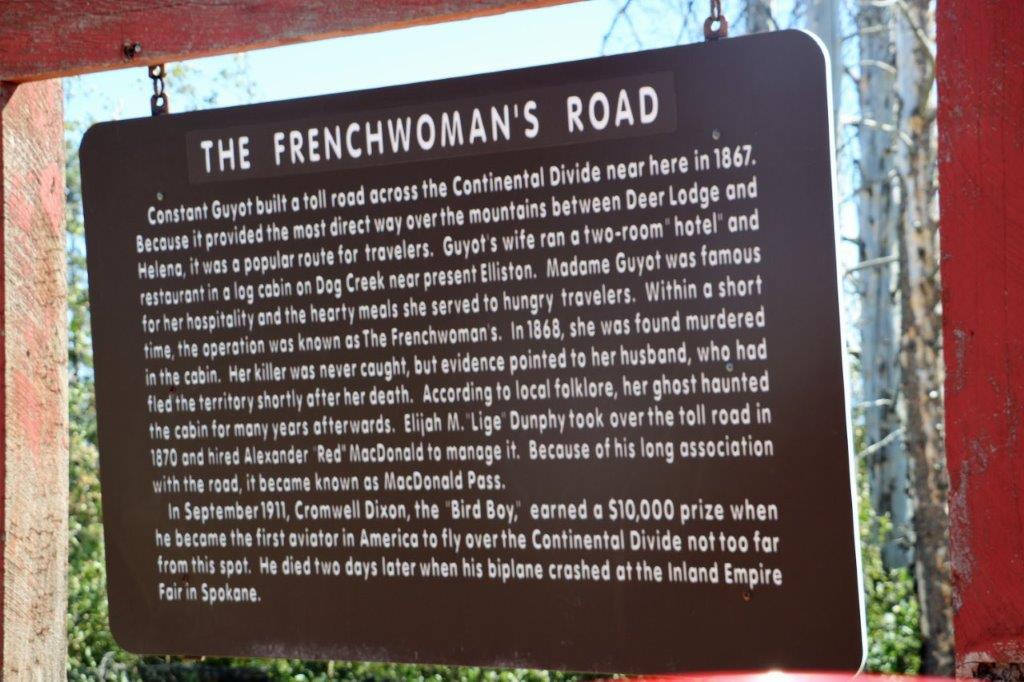 THE FRENCHWOMAN'S ROAD
Constant Guyot built a toll road across the Continental Divide near here in 1867.
Because it provided the most direct way over the mountains between Deer Lodge and
Helena, it was a popular route for travelers. Guyot's wife ran a two-room "hotel" and
restaurant in a log cabin on Dog Creek near present Elliston. Madame Guyot was famous
for her hospitality and the hearty meals she served to hungry travelers. Within a short
time, the operation was known as The Frenchwoman's. In 1868, she was found murdered
in the cabin. Her killer was never caught, but evidence pointed to her husband, who had
fled the territory shortly after her death. According to local folklore, her ghost haunted
the cabin for many years afterwards. Elijah M. "Lige" Dunphy took over the toll road in
1870 and hired Alexander "Red" MacDonald to manage it. Because of his long association
with the road, it became known as MacDonald Pass.
In September 1911, Cromwell Dixon, the "Bird Boy," earned a $10,000 prize when
he became the first aviator in America to fly over the Continental Divide not too far
from this spot. He died two days later when his biplane crashed at the Inland Empire
Fair in Spokane.